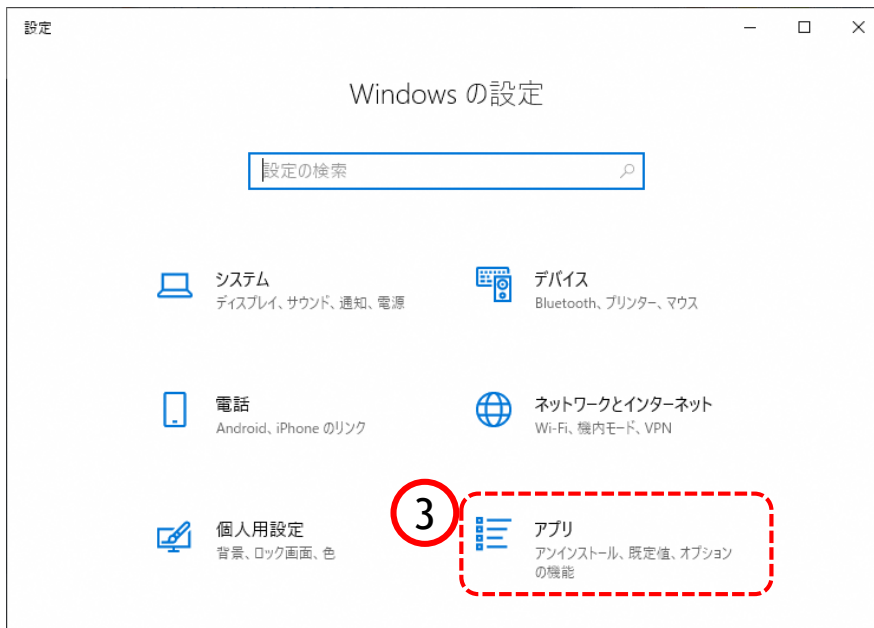 設定
Windows の設定
設定の検索
システム
ディスプレイ、サウンド、通知、電源
デバイス
Bluetooth、プリンター、マウス
電話
Android、iPhone のリンク
ネットワークとインターネット
Wi-Fi、機内モード、VPN
個人用設定
背景、ロック画面、色
3
アプリ
アンインストール、既定値、オプション
の機能